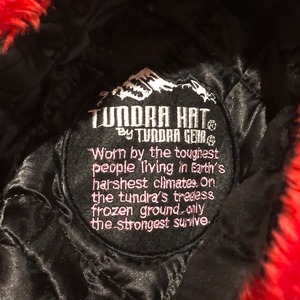 TUNDRA HAT®
By TUNDRA GEAR®
Worn by the toughest
people living in Earth's
harshest climates. On
the tundra's treeless
frozen ground only
the strongest survive.